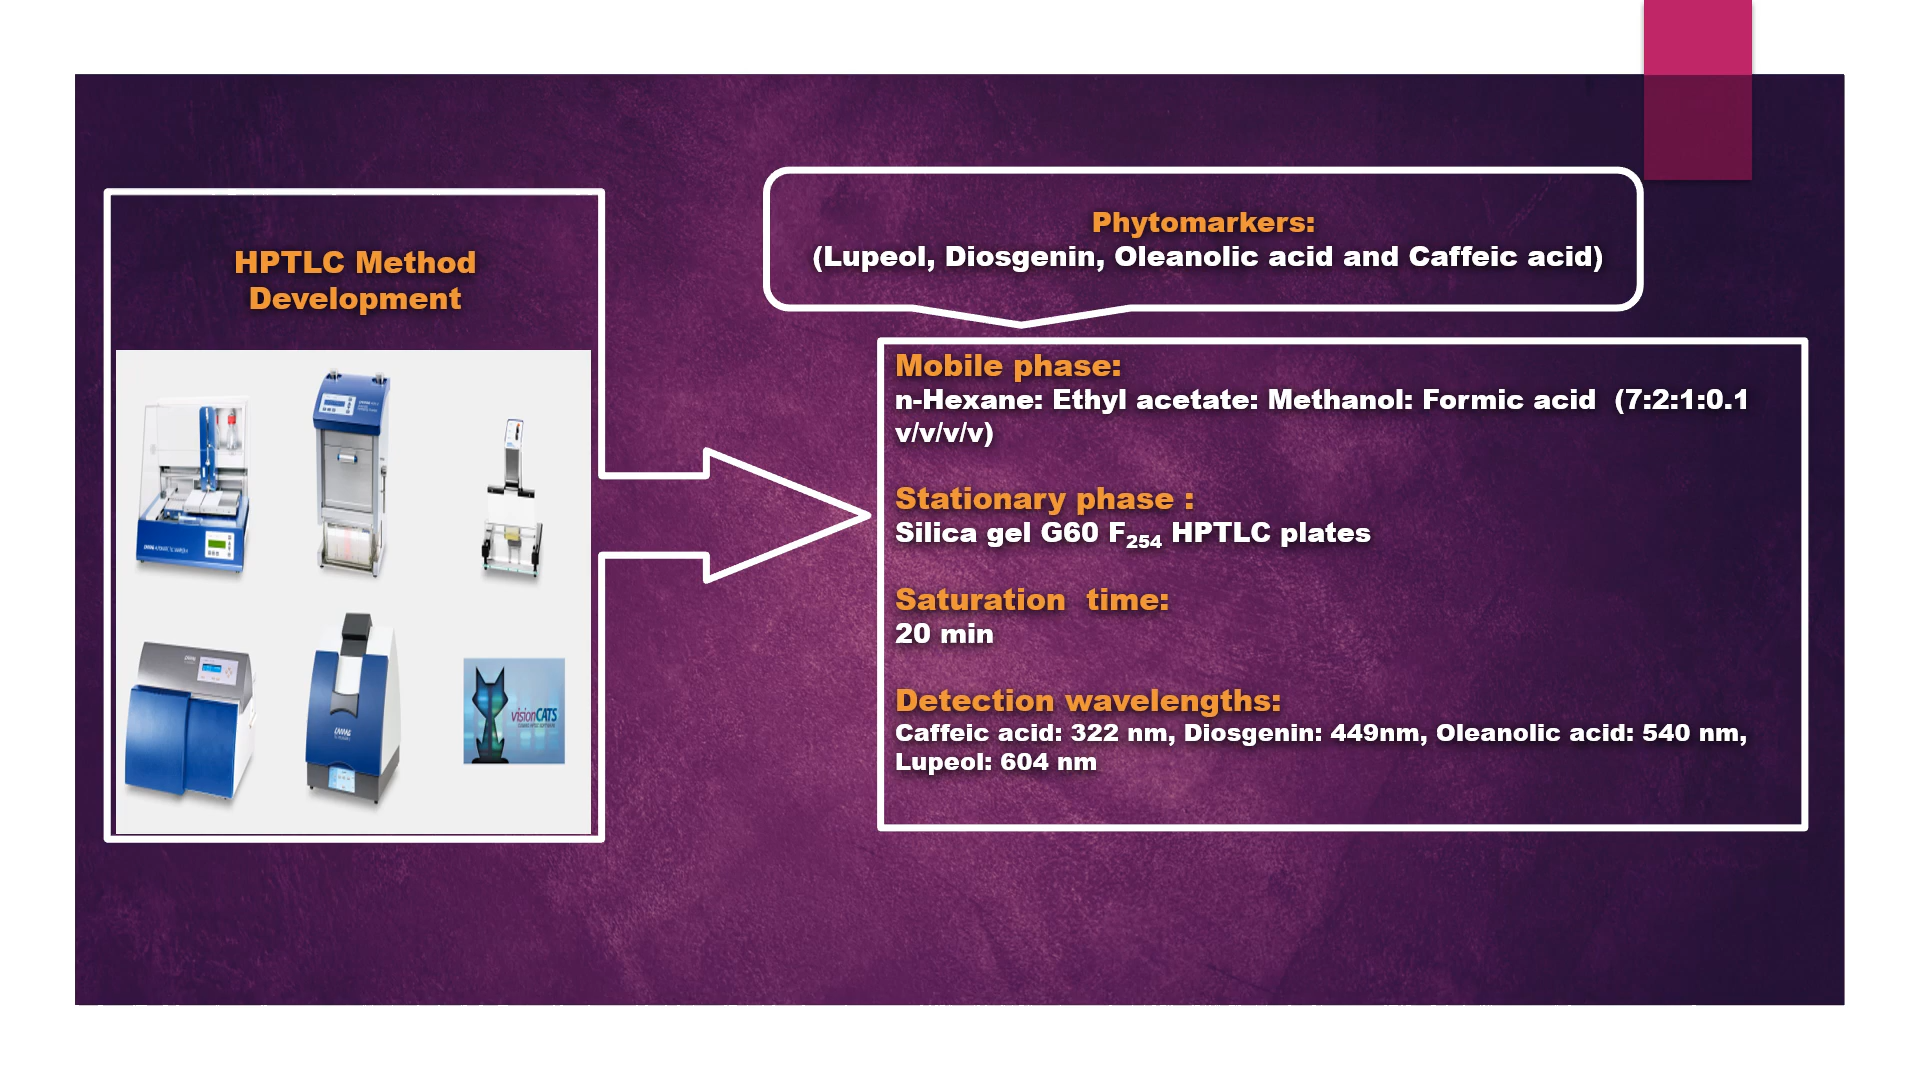 HPTLC Method
Development
CAMAG
visionCATS
Phytomarkers:
(Lupeol, Diosgenin, Oleanolic acid and Caffeic acid)
Mobile phase:
n-Hexane: Ethyl acetate: Methanol: Formic acid  (7:2:1:0.1
v/v/v/v)
Stationary phase :
Silica gel G60 F₂₅₄ HPTLC plates
Saturation  time:
20 min
Detection wavelengths:
Caffeic acid: 322 nm, Diosgenin: 449nm, Oleanolic acid: 540 nm,
Lupeol: 604 nm